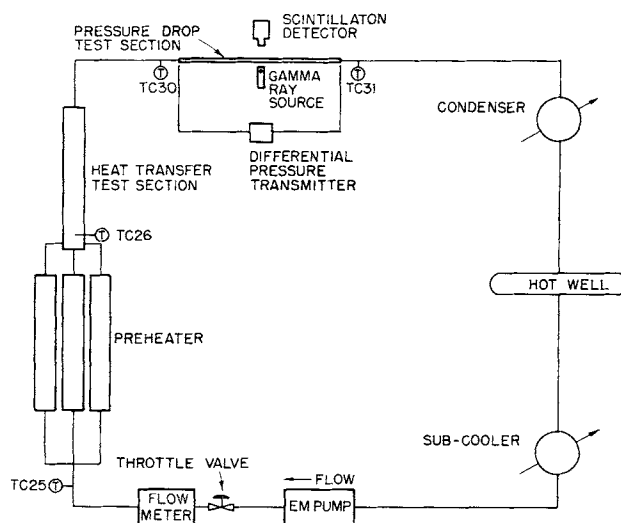 SCINTILLATON
DETECTOR
PRESSURE DROP
TEST SECTION
T
TC30
GAMMA
RAY
SOURCE
T
TC31
CONDENSER
DIFFERENTIAL
PRESSURE
TRANSMITTER
HEAT TRANSFER
TEST SECTION
T TC26
HOT WELL
PREHEATER
SUB-COOLER
THROTTLE VALVE
FLOW
TC25 T
FLOW
METER
EM PUMP